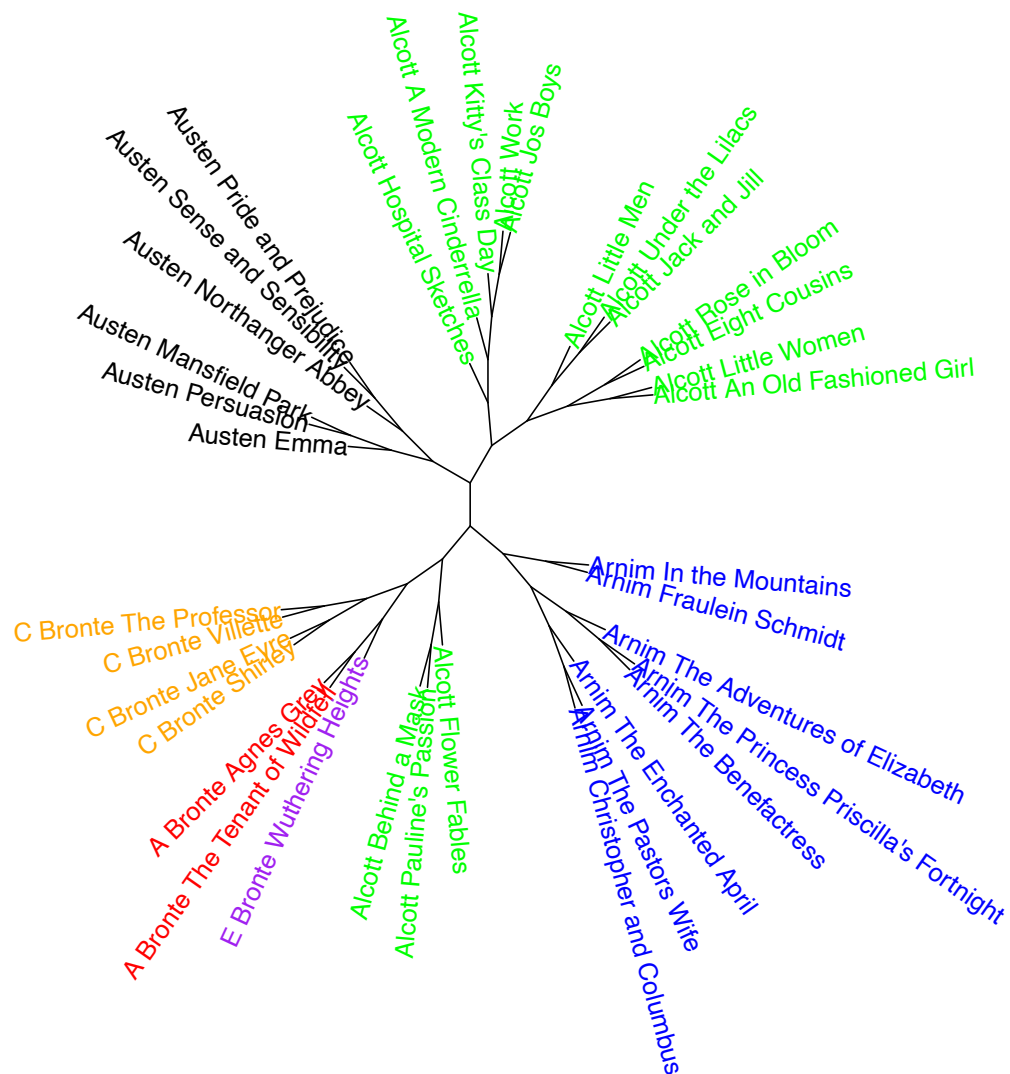 Austen Pride and Prejudice
Austen Sense and Sensibility
Austen Northanger Abbey
Austen Mansfield Park
Austen Persuasion
Austen Emma
Alcott Hospital Sketches
Alcott A Modern Cinderrella
Alcott Kitty's Class Day
Alcott Work
Alcott Jos Boys
Alcott Little Men
Alcott Under the Lilacs
Alcott Jack and Jill
Alcott Rose in Bloom
Alcott Eight Cousins
Alcott Little Women
Alcott An Old Fashioned Girl
Arnim In the Mountains
Arnim Fraulein Schmidt
Arnim The Adventures of Elizabeth
Arnim The Princess Priscilla's Fortnight
Arnim The Benefactress
Arnim The Enchanted April
Arnim The Pastors Wife
Arnim Christopher and Columbus
Alcott Flower Fables
Alcott Pauline's Passion
Alcott Behind a Mask
E Bronte Wuthering Heights
A Bronte The Tenant of Wildfell
A Bronte Agnes Grey
C Bronte Shirley
C Bronte Jane Eyre
C Bronte Villette
C Bronte The Professor